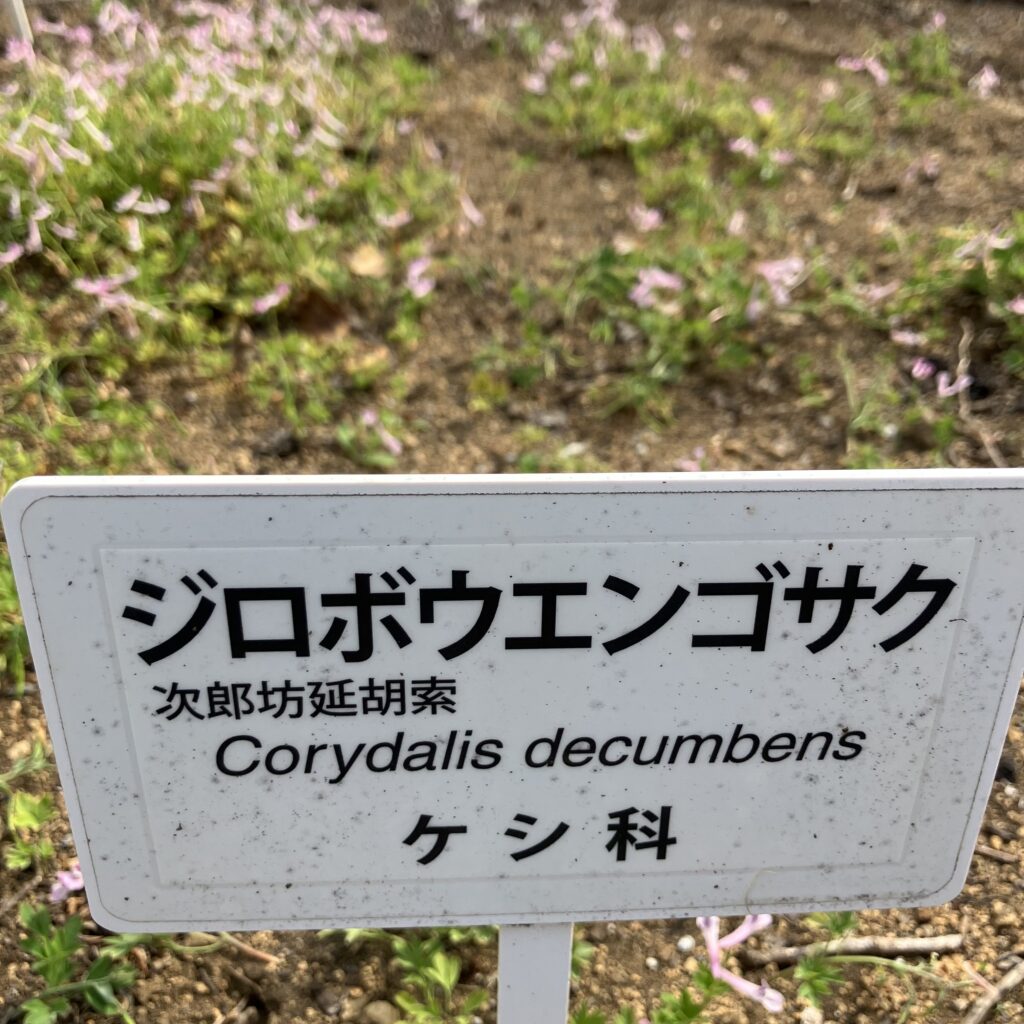 ジロボウエンゴサク
次郎坊延胡索
Corydalis decumbens
ケシ科